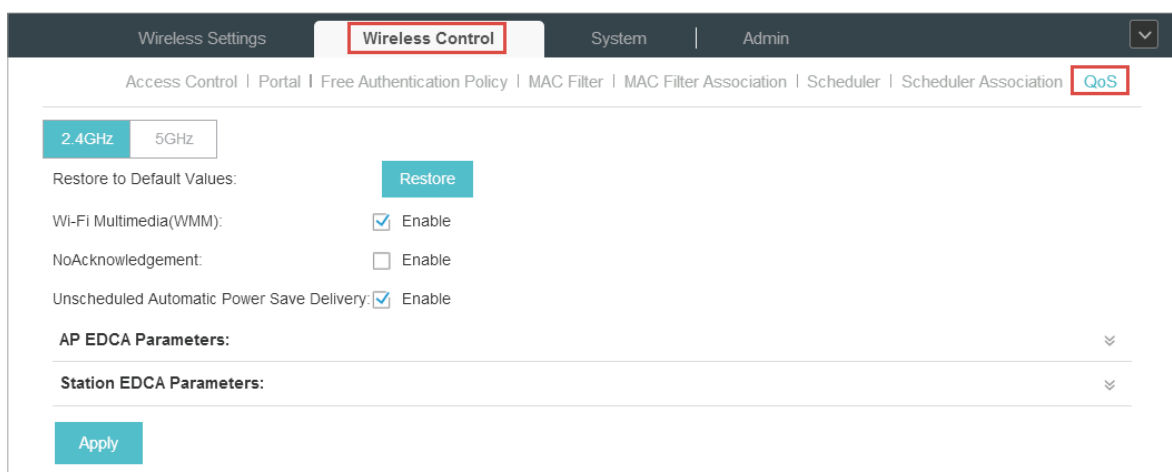 Wireless Settings Wireless Control System | Admin
Access Control | Portal | Free Authentication Policy | MAC Filter | MAC Filter Association | Scheduler | Scheduler Association QoS
2.4GHz 5GHz
Restore to Default Values: Restore
Wi-Fi Multimedia(WMM): Enable
NoAcknowledgement: Enable
Unscheduled Automatic Power Save Delivery: Enable
AP EDCA Parameters:
Station EDCA Parameters:
Apply